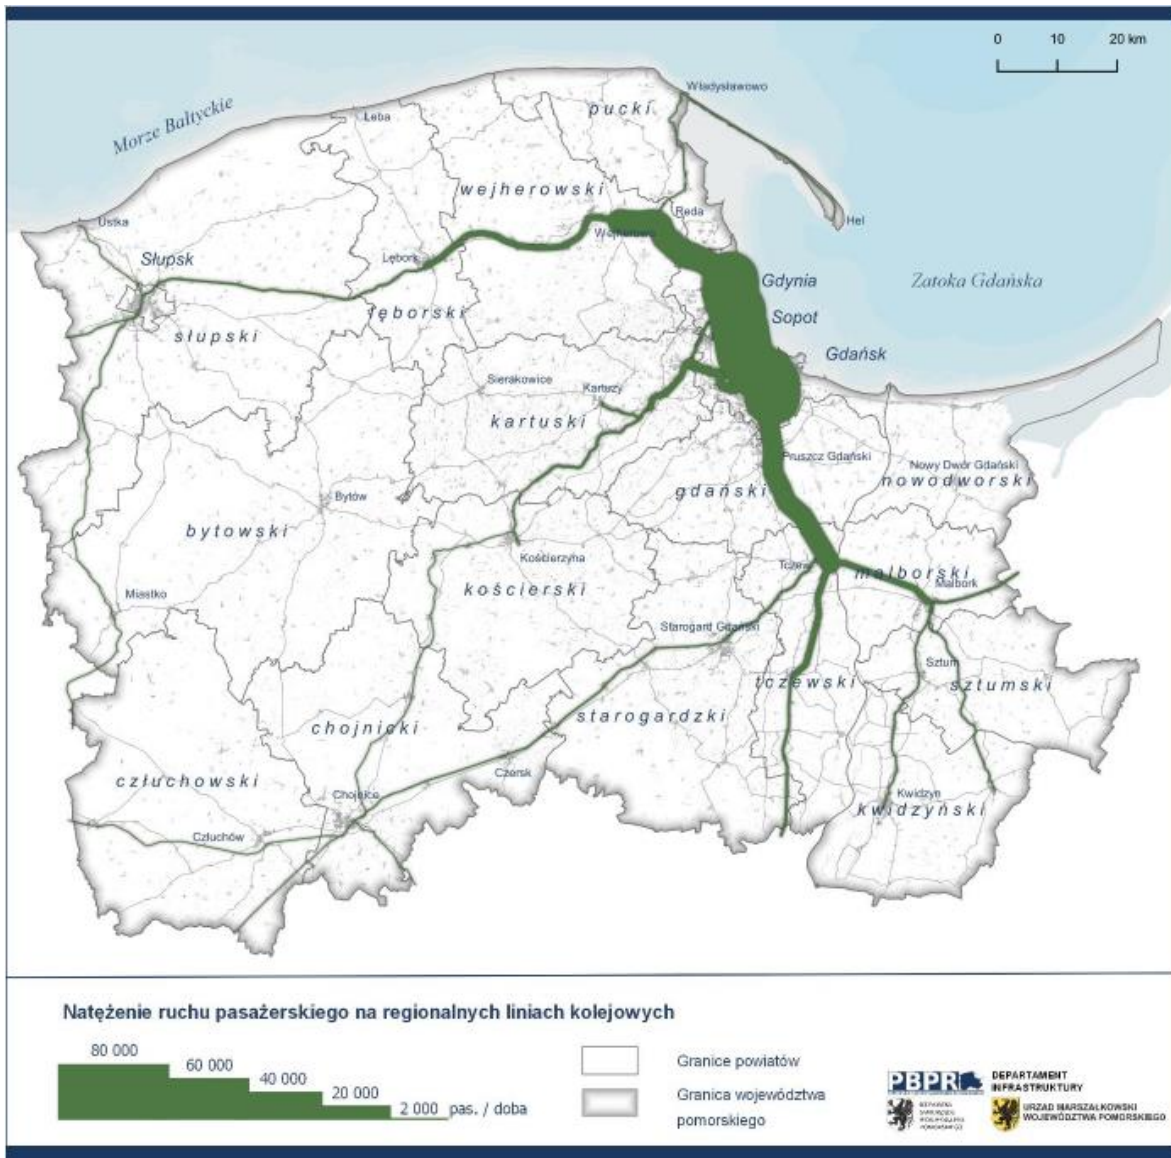 0 10 20 km
Władysławowo
Morze Bałtyckie
Łeba
pucki
wejherowski
Ustka
Reda
Hel
Wejherowo
Słupsk
Lębork
Gdynia
Zatoka Gdańska
lęborski
Sopot
słupski
Gdańsk
Sierakowice
Kartuzy
kartuski
Pruszcz Gdański
Nowy Dwór Gdański
nowodworski
gdański
Bytów
bytowski
Kościerzyna
Tczew
malborski
Malbork
kościerski
Miastko
Starogard Gdański
Sztum
tczewski
sztumski
starogardzki
chojnicki
Czersk
człuchowski
Chojnice
Kwidzyn
kwidzyński
Człuchów
Natężenie ruchu pasażerskiego na regionalnych liniach kolejowych
80 000
60 000
40 000
20 000
2 000 pas. / doba
Granice powiatów
Granica województwa
pomorskiego
PBPR
DEPARTAMENT
INFRASTRUKTURY
URZĄD MARSZAŁKOWSKI
WOJEWÓDZTWA POMORSKIEGO